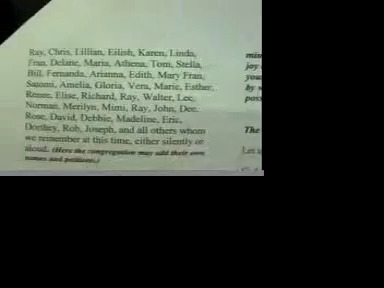 Ray, Chris, Lillian, Eilish, Karen, Linda,
Fran, Delane, Maria, Athena, Tom, Stella,
Bill, Fernanda, Arianna, Edith, Mary Fran,
Satomi, Amelia, Gloria, Vera, Marie, Esther,
Renee, Elise, Richard, Ray, Walter, Lee,
Norman, Merilyn, Mimi, Ray, John, Dee,
Rose, David, Debbie, Madeline, Eric,
Dorthey, Rob, Joseph, and all others whom
we remember at this time, either silently or
aloud. (Here the congregation may add their own
names and petitions.)
joy
you
by
poss
The
Let